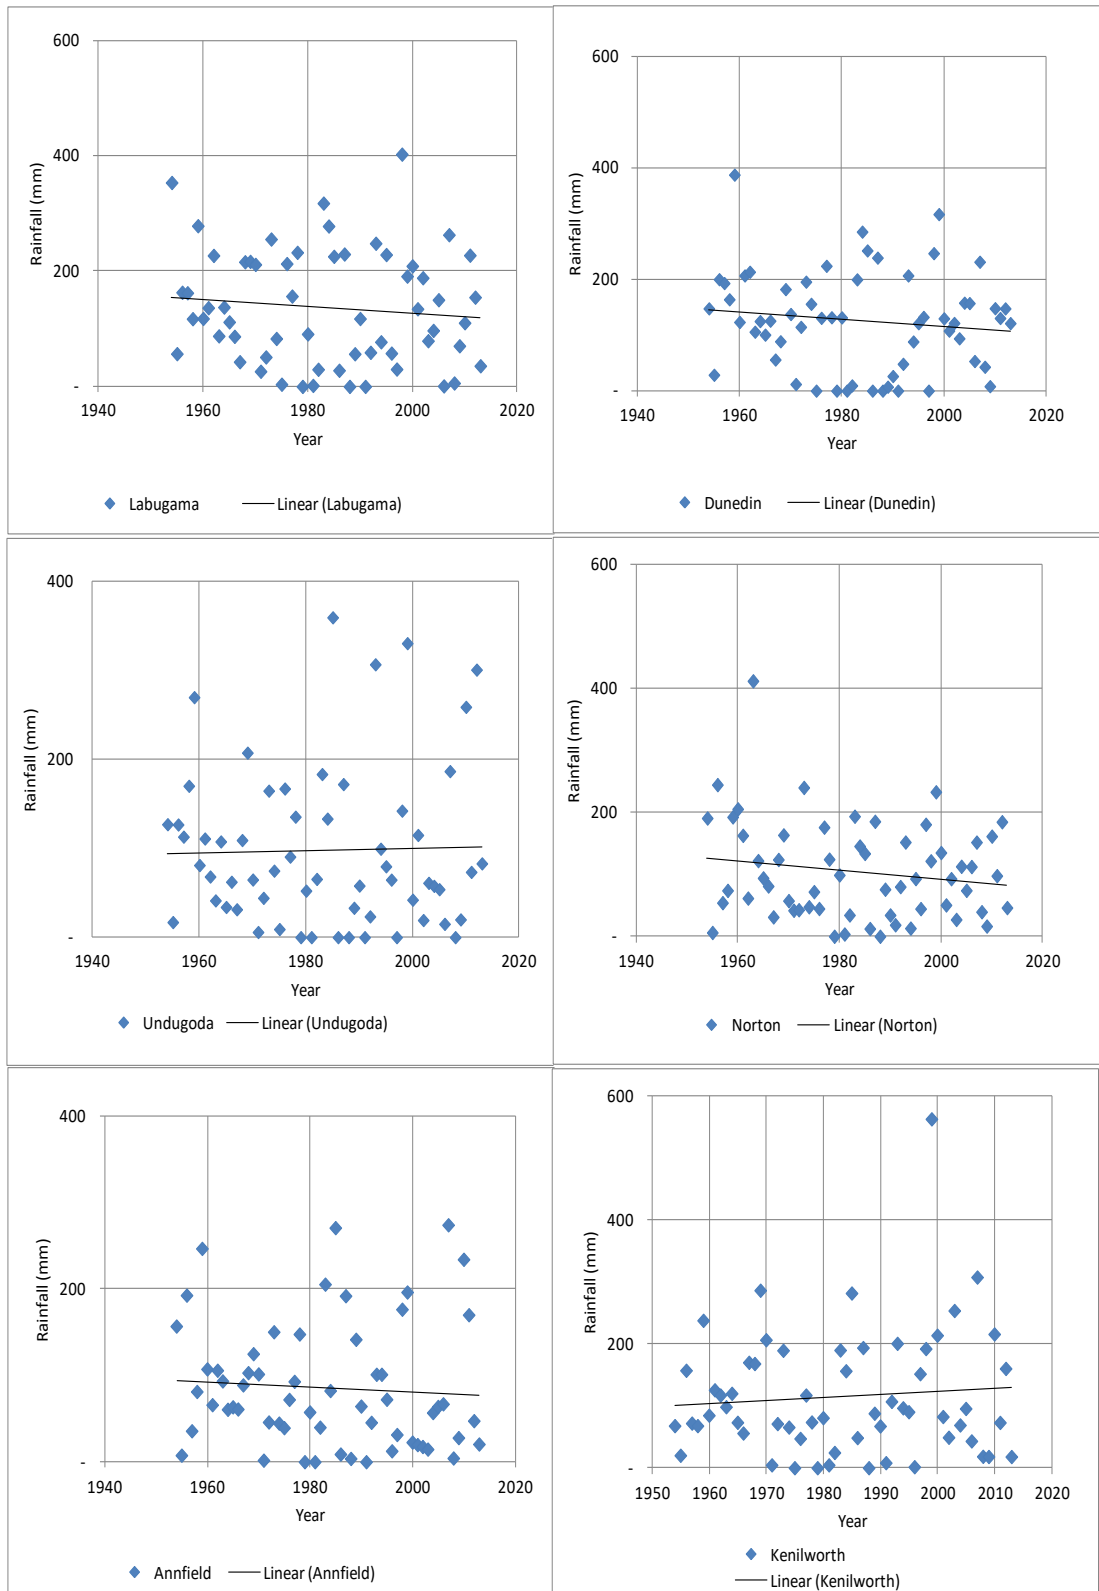 600
400
200
-
Rainfall (mm)
1940 1960 1980 2000 2020
Year
Labugama Linear (Labugama)
600
400
200
-
Rainfall (mm)
1940 1960 1980 2000 2020
Year
Dunedin Linear (Dunedin)
400
200
-
Rainfall (mm)
1940 1960 1980 2000 2020
Year
Undugoda Linear (Undugoda)
600
400
200
-
Rainfall (mm)
1940 1960 1980 2000 2020
Year
Norton Linear (Norton)
400
200
-
Rainfall (mm)
1940 1960 1980 2000 2020
Year
Annfield Linear (Annfield)
600
400
200
-
Rainfall (mm)
1950 1960 1970 1980 1990 2000 2010 2020
Year
Kenilworth
Linear (Kenilworth)